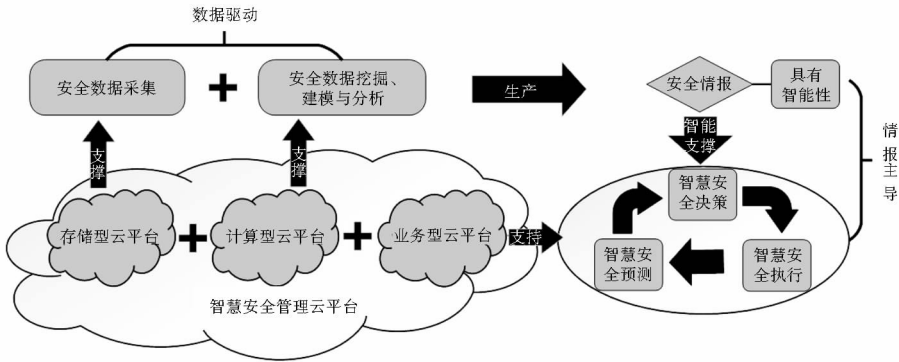 数据驱动
安全数据采集
安全数据挖掘、
建模与分析
生产
安全情报
具有
智能性
支撑
支撑
智能
支撑
情报主导
智慧安
全决策
存储型云平台
计算型云平台
业务型云平台
支持
智慧安
全预测
智慧安
全执行
智慧安全管理云平台